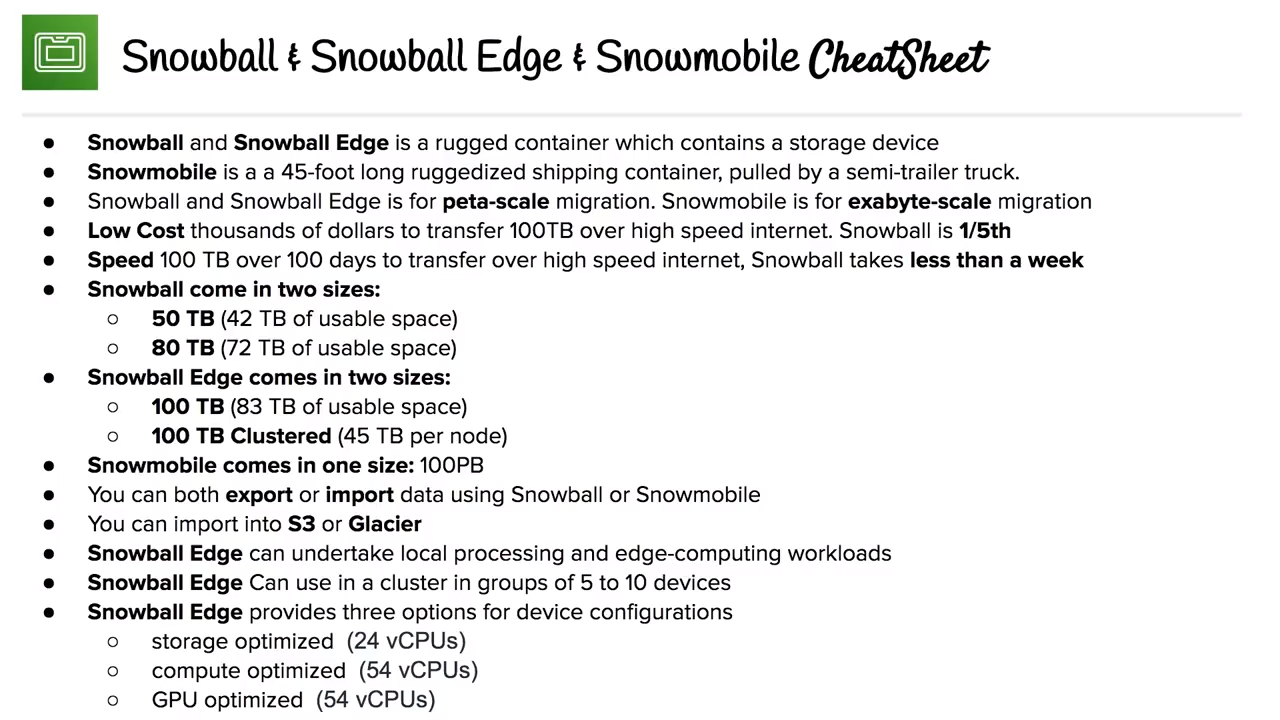 Snowball & Snowball Edge & Snowmobile CheatSheet
● Snowball and Snowball Edge is a rugged container which contains a storage device
● Snowmobile is a a 45-foot long ruggedized shipping container, pulled by a semi-trailer truck.
● Snowball and Snowball Edge is for peta-scale migration. Snowmobile is for exabyte-scale migration
● Low Cost thousands of dollars to transfer 100TB over high speed internet. Snowball is 1/5th
● Speed 100 TB over 100 days to transfer over high speed internet, Snowball takes less than a week
● Snowball come in two sizes:
○ 50 TB (42 TB of usable space)
○ 80 TB (72 TB of usable space)
● Snowball Edge comes in two sizes:
○ 100 TB (83 TB of usable space)
○ 100 TB Clustered (45 TB per node)
● Snowmobile comes in one size: 100PB
● You can both export or import data using Snowball or Snowmobile
● You can import into S3 or Glacier
● Snowball Edge can undertake local processing and edge-computing workloads
● Snowball Edge Can use in a cluster in groups of 5 to 10 devices
● Snowball Edge provides three options for device configurations
○ storage optimized (24 vCPUs)
○ compute optimized (54 vCPUs)
○ GPU optimized (54 vCPUs)